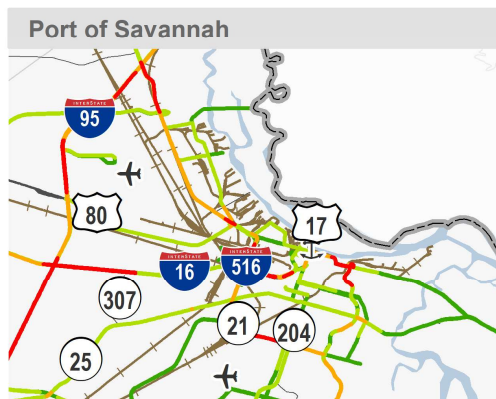 Port of Savannah
INTERSTATE
95
80
17
INTERSTATE
16
INTERSTATE
516
307
21
204
25